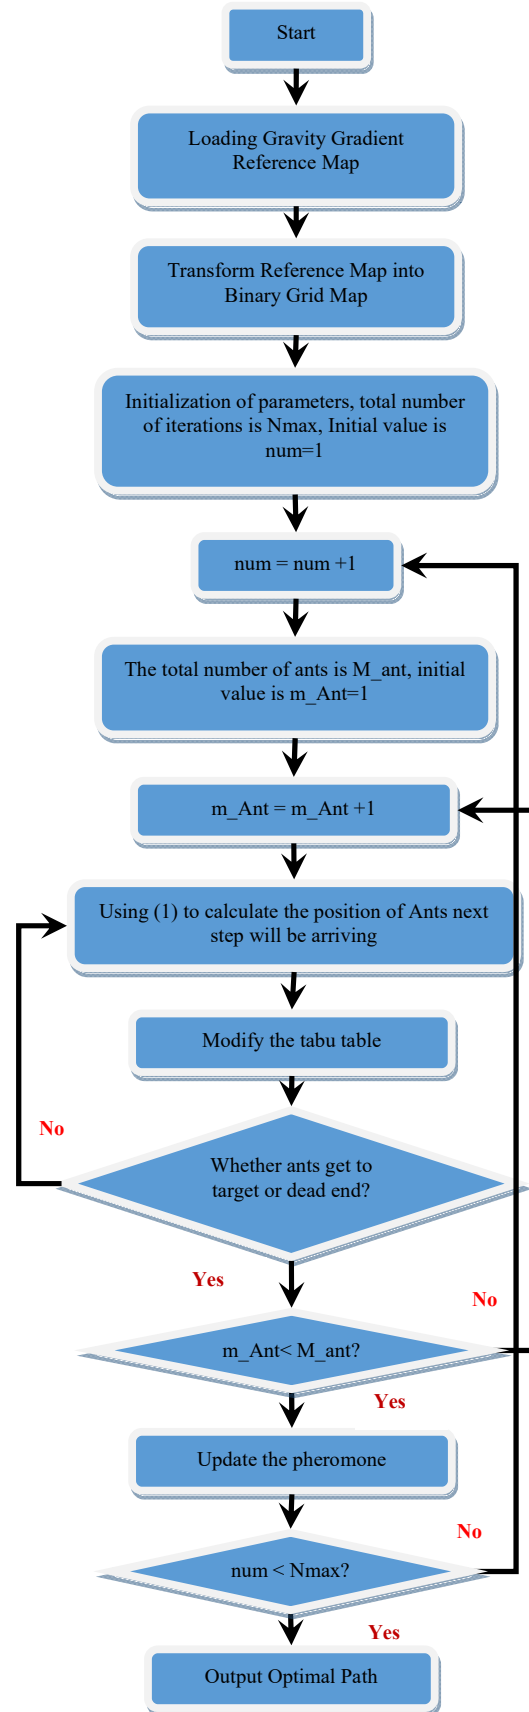 Start
Loading Gravity Gradient
Reference Map
Transform Reference Map into
Binary Grid Map
Initialization of parameters, total number
of iterations is Nmax, Initial value is
num=1
num = num +1
The total number of ants is M_ant, initial
value is m_Ant=1
m_Ant = m_Ant +1
Using (1) to calculate the position of Ants next
step will be arriving
Modify the tabu table
No
Whether ants get to
target or dead end?
Yes
No
m_Ant< M_ant?
Yes
Update the pheromone
No
num < Nmax?
Yes
Output Optimal Path